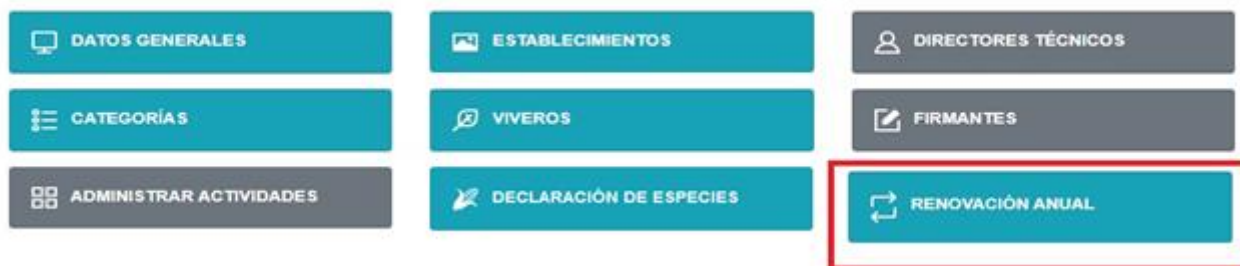 DATOS GENERALES
ESTABLECIMIENTOS
DIRECTORES TÉCNICOS
CATEGORÍAS
VIVEROS
FIRMANTES
ADMINISTRAR ACTIVIDADES
DECLARACIÓN DE ESPECIES
RENOVACIÓN ANUAL